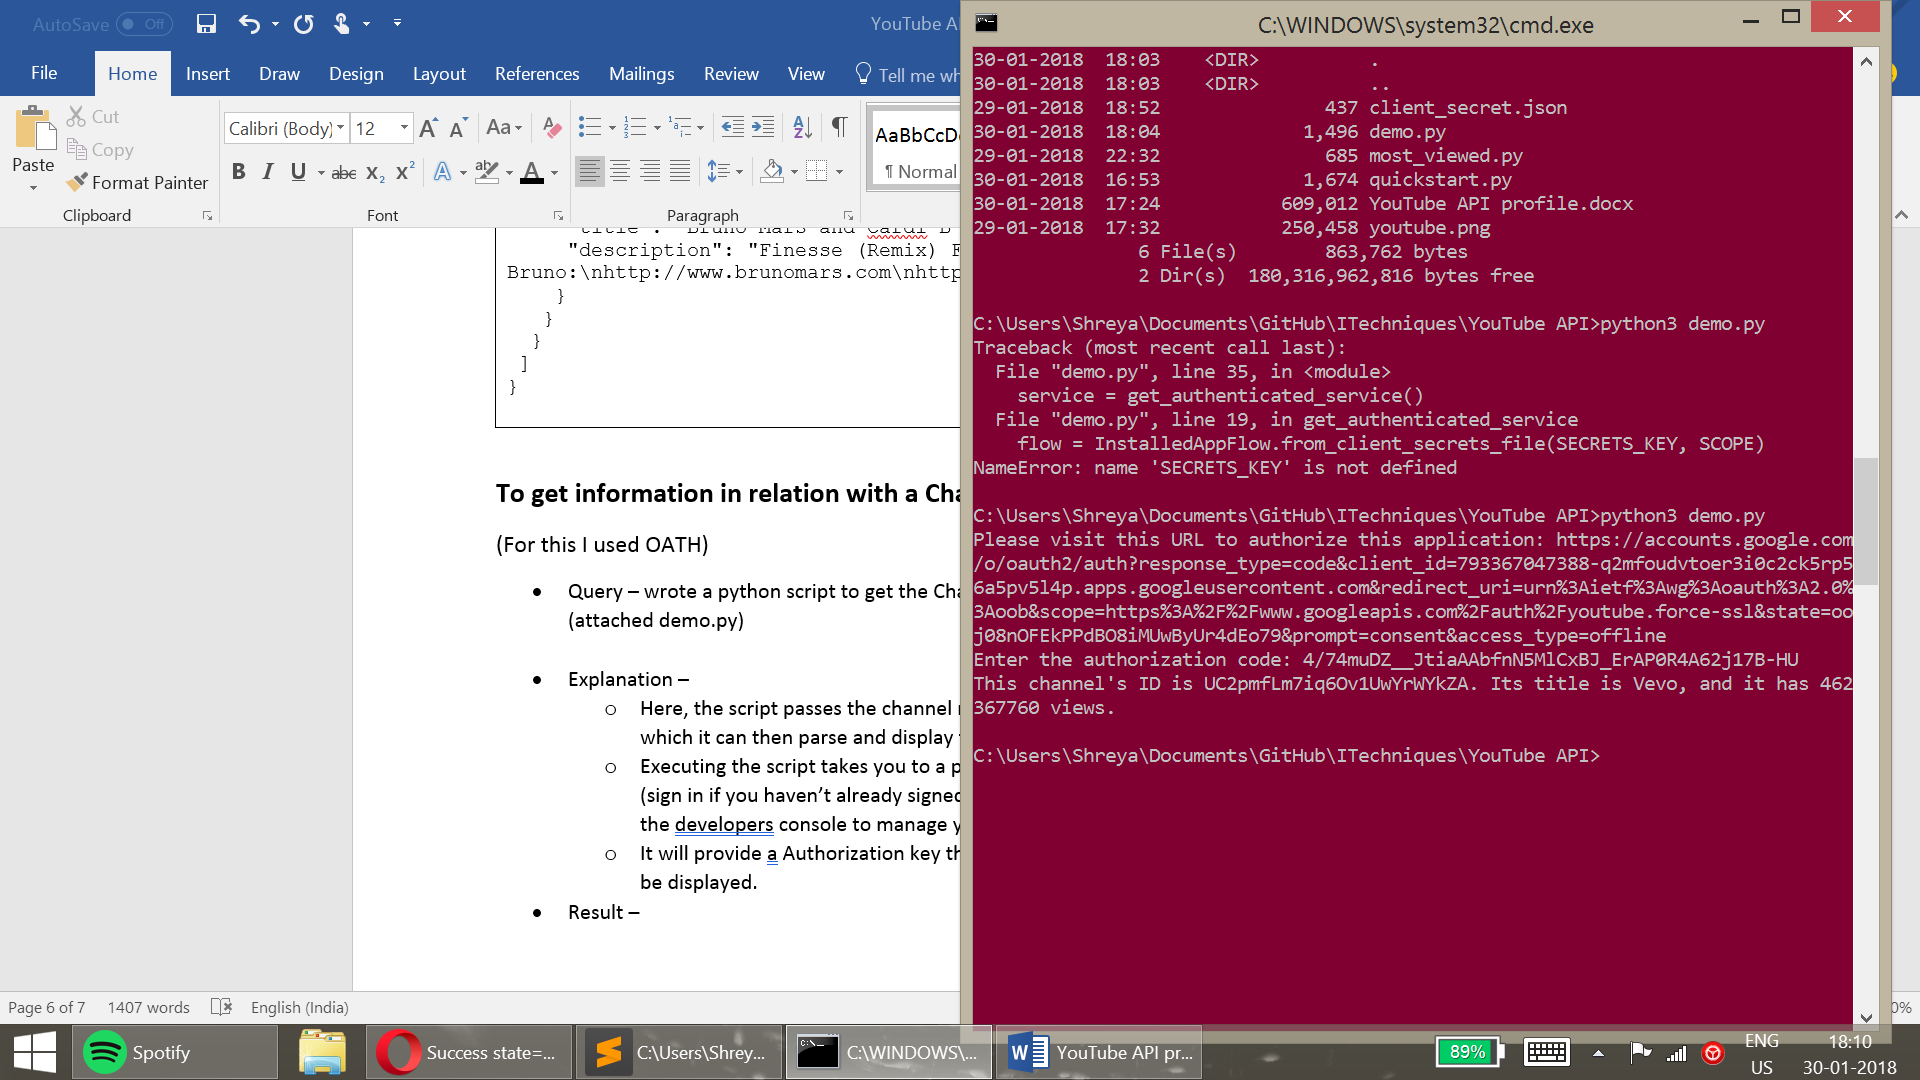 AutoSave Off
YouTube A
File Home Insert Draw Design Layout References Mailings Review View Tell me wh
Paste
Cut
Copy
Format Painter
Clipboard
Calibri (Body) 12
Aa
B I U abc X2 X2
Font
Paragraph
AaBbCcD
¶ Normal
"title": "Bruno Mars and Cardi B
"description": "Finesse (Remix) F
Bruno:\nhttp://www.brunomars.com\nhttp
}
}
}
]
}
To get information in relation with a Cha
(For this I used OATH)
• Query – wrote a python script to get the Cha
(attached demo.py)
• Explanation –
o Here, the script passes the channel
which it can then parse and display
o Executing the script takes you to a p
(sign in if you haven’t already signed
the developers console to manage y
o It will provide a Authorization key th
be displayed.
• Result –
Page 6 of 7 1407 words English (India)
0%
C:\WINDOWS\system32\cmd.exe
30-01-2018 18:03 <DIR> .
30-01-2018 18:03 <DIR> ..
29-01-2018 18:52 437 client_secret.json
30-01-2018 18:04 1,496 demo.py
29-01-2018 22:32 685 most_viewed.py
30-01-2018 16:53 1,674 quickstart.py
30-01-2018 17:24 609,012 YouTube API profile.docx
29-01-2018 17:32 250,458 youtube.png
6 File(s) 863,762 bytes
2 Dir(s) 180,316,962,816 bytes free
C:\Users\Shreya\Documents\GitHub\ITechniques\YouTube API>python3 demo.py
Traceback (most recent call last):
File "demo.py", line 35, in <module>
service = get_authenticated_service()
File "demo.py", line 19, in get_authenticated_service
flow = InstalledAppFlow.from_client_secrets_file(SECRETS_KEY, SCOPE)
NameError: name 'SECRETS_KEY' is not defined
C:\Users\Shreya\Documents\GitHub\ITechniques\YouTube API>python3 demo.py
Please visit this URL to authorize this application: https://accounts.google.com
/o/oauth2/auth?response_type=code&client_id=793367047388-q2mfoudvtoer3i0c2ck5rp5
6a5pv5l4p.apps.googleusercontent.com&redirect_uri=urn%3Aietf%3Awg%3Aoauth%3A2.0%
3Aoob&scope=https%3A%2F%2Fwww.googleapis.com%2Fauth%2Fyoutube.force-ssl&state=oo
j08nOFEkPPdBO8iMUwByUr4dEo79&prompt=consent&access_type=offline
Enter the authorization code: 4/74muDZ__JtiaAAbfnN5MlCxBJ_ErAP0R4A62j17B-HU
This channel's ID is UC2pmfLm7iq6Ov1UwYrWYkZA. Its title is Vevo, and it has 462
367760 views.
C:\Users\Shreya\Documents\GitHub\ITechniques\YouTube API>
Spotify
Success state=...
C:\Users\Shrey...
C:\WINDOWS\...
YouTube API pr...
89%
ENG
US
18:10
30-01-2018